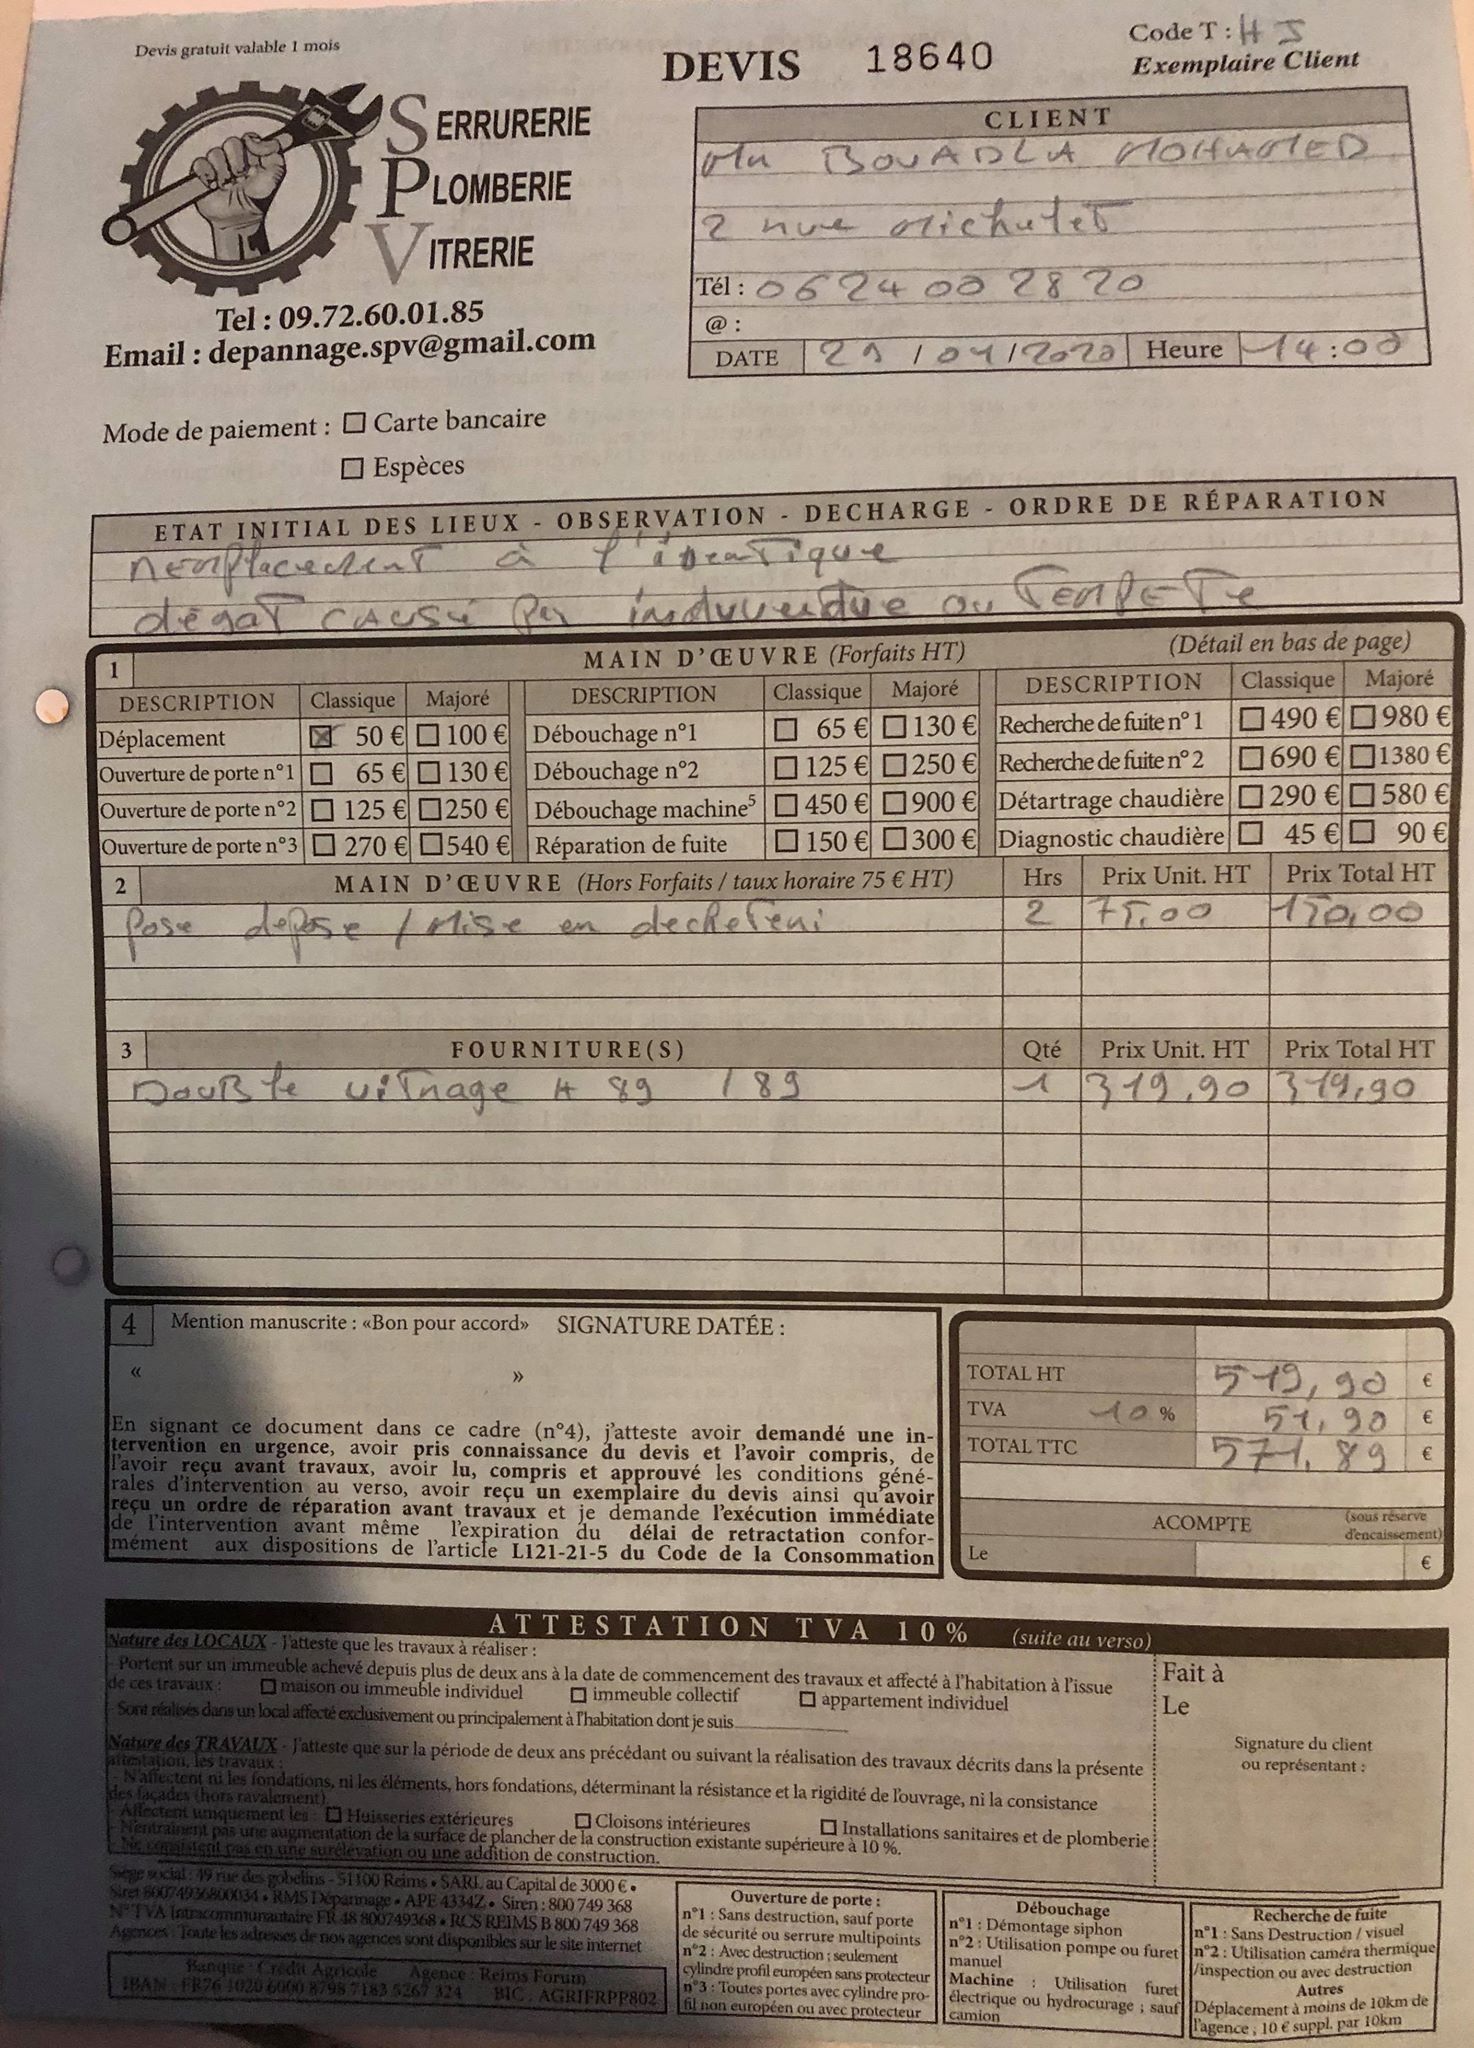 Devis gratuit valable 1 mois
DEVIS 18640
Code T : H J
Exemplaire Client
SERRURERIE
PLOMBERIE
VITRERIE
Tel : 09.72.60.01.85
Email : depannage.spv@gmail.com
CLIENT
Mr BOUADLA MOHAMED
2 rue Michelet
Tél : 06 24 00 28 20
@ :
DATE 29 / 04 / 2020 Heure 14:00
Mode de paiement : Carte bancaire
Espèces
ETAT INITIAL DES LIEUX - OBSERVATION - DECHARGE - ORDRE DE RÉPARATION
remplacement à l'identique
dégat causé par ou TEMPETe
1 MAIN D'ŒUVRE (Forfaits HT) (Détail en bas de page)
DESCRIPTION Classique Majoré DESCRIPTION Classique Majoré DESCRIPTION Classique Majoré
Déplacement 50 € 100 € Débouchage n°1 65 € 130 € Recherche de fuite n°1 490 € 980 €
Ouverture de porte n°1 65 € 130 € Débouchage n°2 125 € 250 € Recherche de fuite n°2 690 € 1380 €
Ouverture de porte n°2 125 € 250 € Débouchage machine5 450 € 900 € Détartrage chaudière 290 € 580 €
Ouverture de porte n°3 270 € 540 € Réparation de fuite 150 € 300 € Diagnostic chaudière 45 € 90 €
2 MAIN D'ŒUVRE (Hors Forfaits / taux horaire 75 € HT) Hrs Prix Unit. HT Prix Total HT
pose depose / Mise en decheteri 2 75,00 150,00
3 FOURNITURE(S) Qté Prix Unit. HT Prix Total HT
DouBle viTrage 4 89 / 89 1 319,90 319,90
4 Mention manuscrite : «Bon pour accord» SIGNATURE DATÉE :
« »
En signant ce document dans ce cadre (n°4), j'atteste avoir demandé une in-
tervention en urgence, avoir pris connaissance du devis et l'avoir compris, de
l'avoir reçu avant travaux, avoir lu, compris et approuvé les conditions géné-
rales d'intervention au verso, avoir reçu un exemplaire du devis ainsi qu'avoir
reçu un ordre de réparation avant travaux et je demande l'exécution immédiate
de l'intervention avant même l'expiration du délai de retractation confor-
mément aux dispositions de l'article L121-21-5 du Code de la Consommation
TOTAL HT 519,90 €
TVA 10 % 51,90 €
TOTAL TTC 571,89 €
ACOMPTE (sous réserve
d'encaissement)
Le €
ATTESTATION TVA 10% (suite au verso)
Nature des LOCAUX - J'atteste que les travaux à réaliser :
- Portent sur un immeuble achevé depuis plus de deux ans à la date de commencement des travaux et affecté à l'habitation à l'issue
de ces travaux : maison ou immeuble individuel immeuble collectif appartement individuel
- Sont réalisés dans un local affecté exclusivement ou principalement à l'habitation dont je suis
Nature des TRAVAUX - J'atteste que sur la période de deux ans précédant ou suivant la réalisation des travaux décrits dans la présente
attestation, les travaux :
- N'affectent ni les fondations, ni les éléments, hors fondations, déterminant la résistance et la rigidité de l'ouvrage, ni la consistance
des façades (hors ravalement).
- Affectent uniquement les : Huisseries extérieures Cloisons intérieures Installations sanitaires et de plomberie
- N'entraînent pas une augmentation de la surface de plancher de la construction existante supérieure à 10 %.
- Ne consistent pas en une surélévation ou une addition de construction.
Fait à
Le
Signature du client
ou représentant :
Siège social : 49 rue des gobelins - 51100 Reims • SARL au Capital de 3000 € •
Siret 80074936800034 • RMS Dépannage • APE 4334Z • Siren : 800 749 368
N° TVA Intracommunautaire FR 48 800749368 • RCS REIMS B 800 749 368
Agences : Toute les adresses de nos agences sont disponibles sur le site internet
Banque : Crédit Agricole Agence : Reims Forum
IBAN : FR76 1020 6000 8798 7183 5267 324 BIC : AGRIFRPP802
Ouverture de porte :
n°1 : Sans destruction, sauf porte
de sécurité ou serrure multipoints
n°2 : Avec destruction ; seulement
cylindre profil européen sans protecteur
n°3 : Toutes portes avec cylindre pro-
fil non européen ou avec protecteur
Débouchage
n°1 : Démontage siphon
n°2 : Utilisation pompe ou furet
manuel
Machine : Utilisation furet
électrique ou hydrocurage ; sauf
camion
Recherche de fuite
n°1 : Sans Destruction / visuel
n°2 : Utilisation caméra thermique
/inspection ou avec destruction
Autres
Déplacement à moins de 10km de
l'agence ; 10 € suppl. par 10km